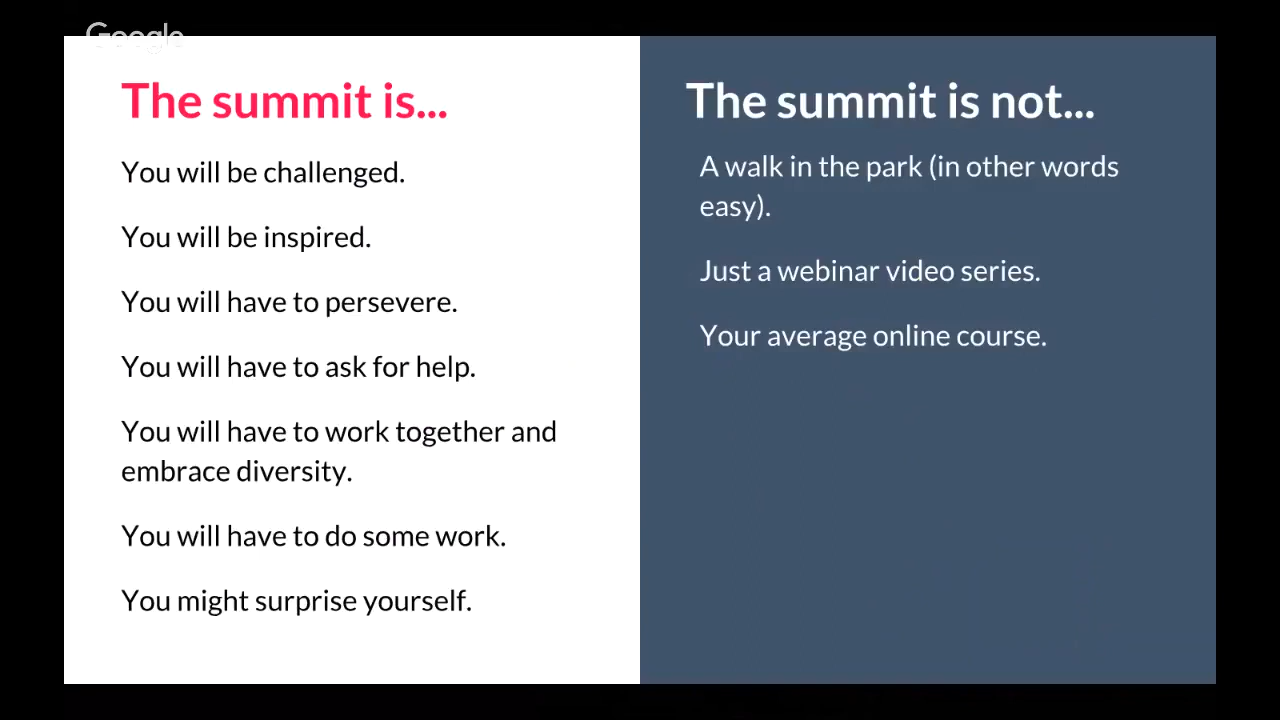 Google
The summit is...
You will be challenged.
You will be inspired.
You will have to persevere.
You will have to ask for help.
You will have to work together and
embrace diversity.
You will have to do some work.
You might surprise yourself.
The summit is not...
A walk in the park (in other words
easy).
Just a webinar video series.
Your average online course.